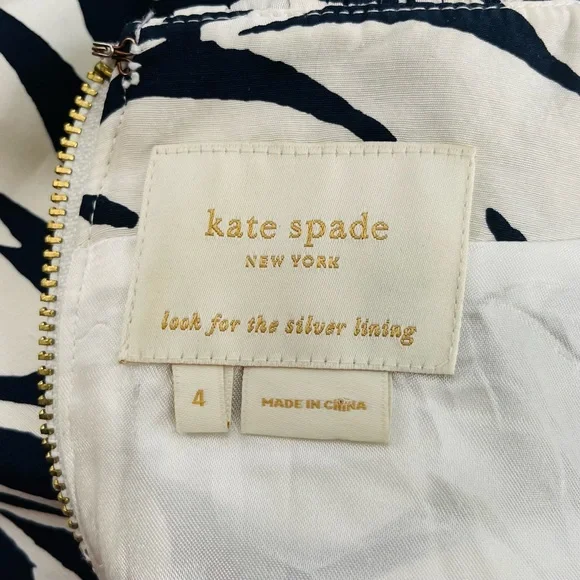 kate spade
NEW YORK
look for the silver lining
4
MADE IN CHINA